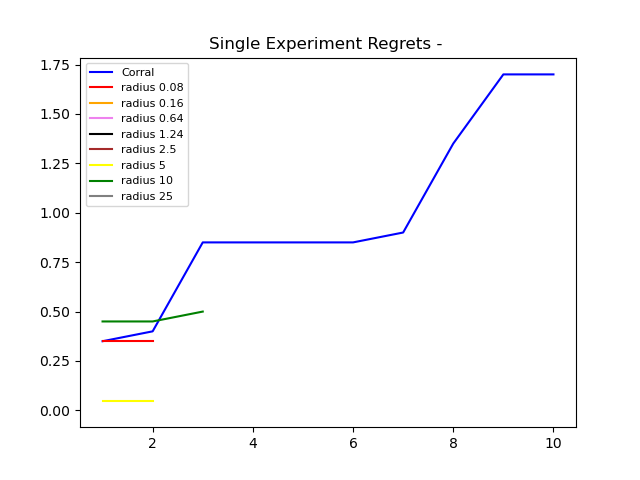 Single Experiment Regrets -
1.75
1.50
1.25
1.00
0.75
0.50
0.25
0.00
Corral
radius 0.08
radius 0.16
radius 0.64
radius 1.24
radius 2.5
radius 5
radius 10
radius 25
2 4 6 8 10